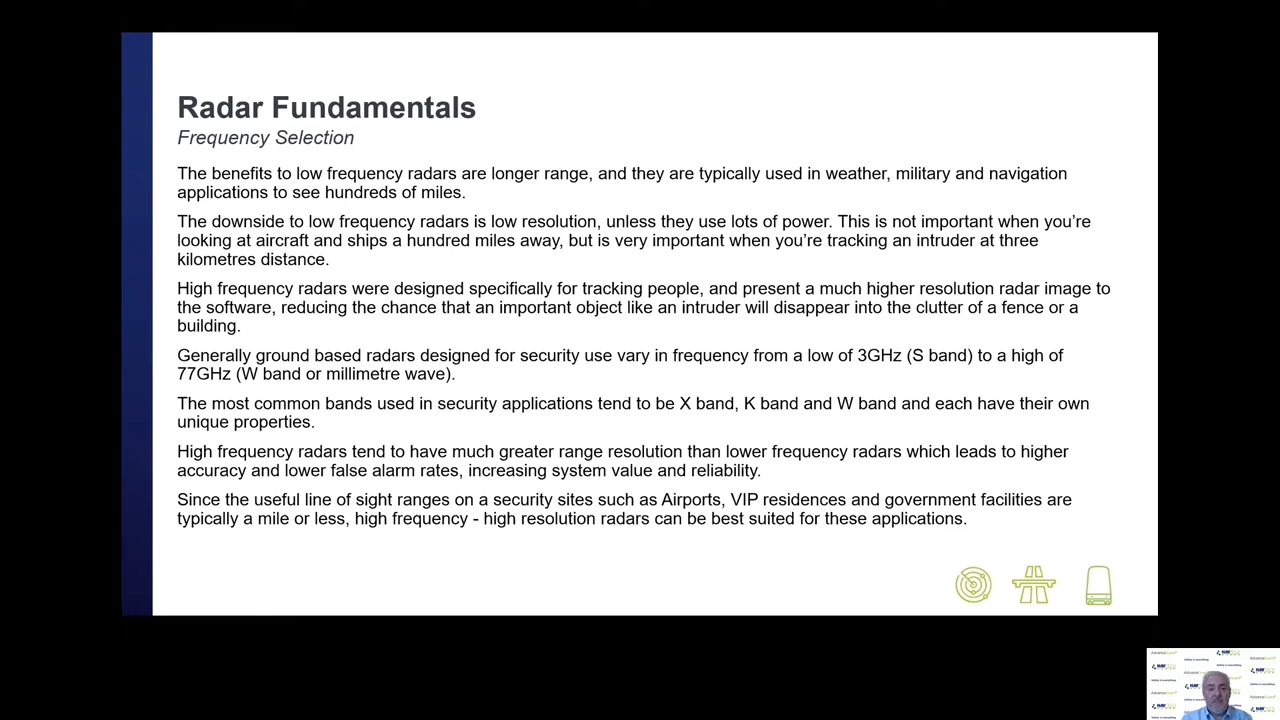 Radar Fundamentals
Frequency Selection
The benefits to low frequency radars are longer range, and they are typically used in weather, military and navigation
applications to see hundreds of miles.
The downside to low frequency radars is low resolution, unless they use lots of power. This is not important when you're
looking at aircraft and ships a hundred miles away, but is very important when you're tracking an intruder at three
kilometres distance.
High frequency radars were designed specifically for tracking people, and present a much higher resolution radar image to
the software, reducing the chance that an important object like an intruder will disappear into the clutter of a fence or a
building.
Generally ground based radars designed for security use vary in frequency from a low of 3GHz (S band) to a high of
77GHz (W band or millimetre wave).
The most common bands used in security applications tend to be X band, K band and W band and each have their own
unique properties.
High frequency radars tend to have much greater range resolution than lower frequency radars which leads to higher
accuracy and lower false alarm rates, increasing system value and reliability.
Since the useful line of sight ranges on a security sites such as Airports, VIP residences and government facilities are
typically a mile or less, high frequency - high resolution radars can be best suited for these applications.